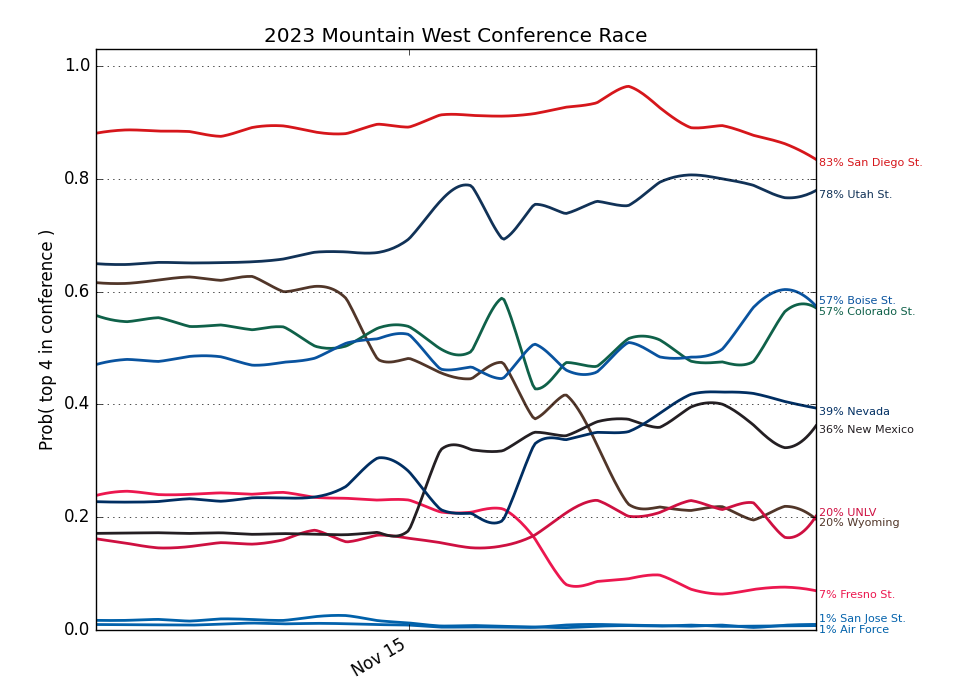 2023 Mountain West Conference Race
Prob( top 4 in conference )
1.0
0.8
0.6
0.4
0.2
0.0
Nov 15
83% San Diego St.
78% Utah St.
57% Boise St.
57% Colorado St.
39% Nevada
36% New Mexico
20% UNLV
20% Wyoming
7% Fresno St.
1% San Jose St.
1% Air Force